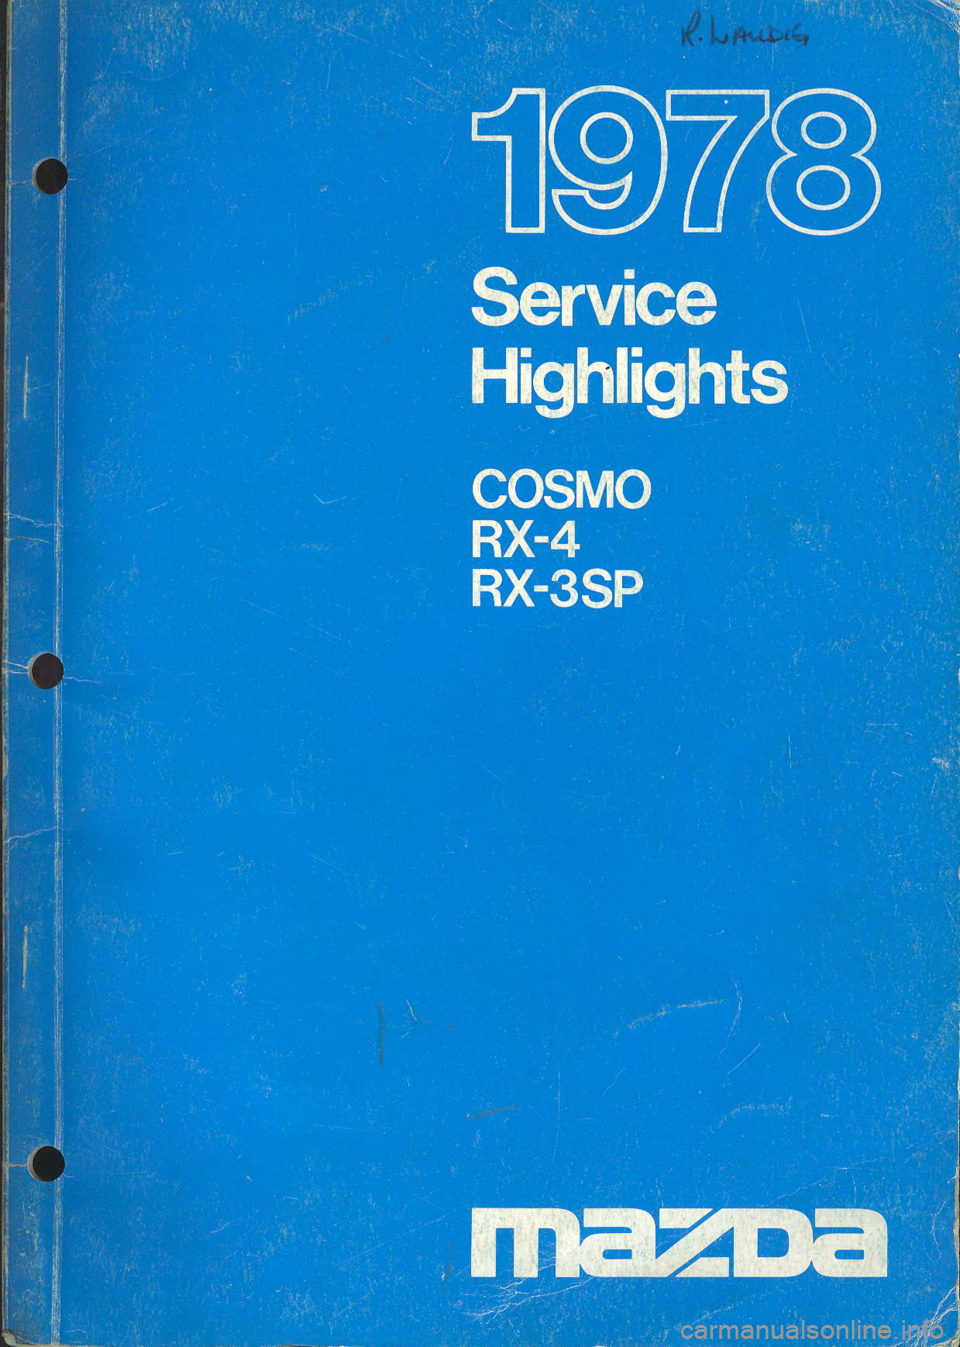 R.
1978
Service
Highlights
COSMO
RX-4
RX-3SP
mazda
carmanualsonline.info